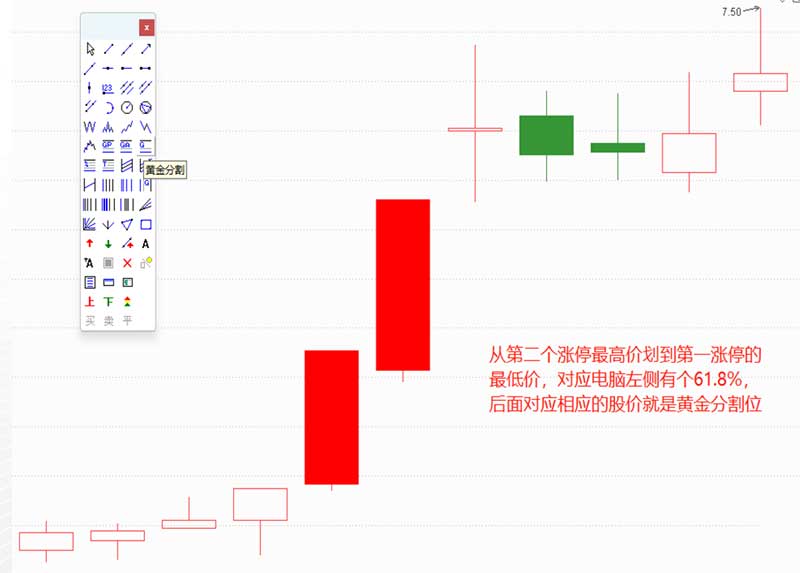 7.50
x
123
GP
GA
G
黄金分割
A
A
上 下
买 卖 平
从第二个涨停最高价划到第一涨停的
最低价，对应电脑左侧有个61.8%，
后面对应相应的股价就是黄金分割位